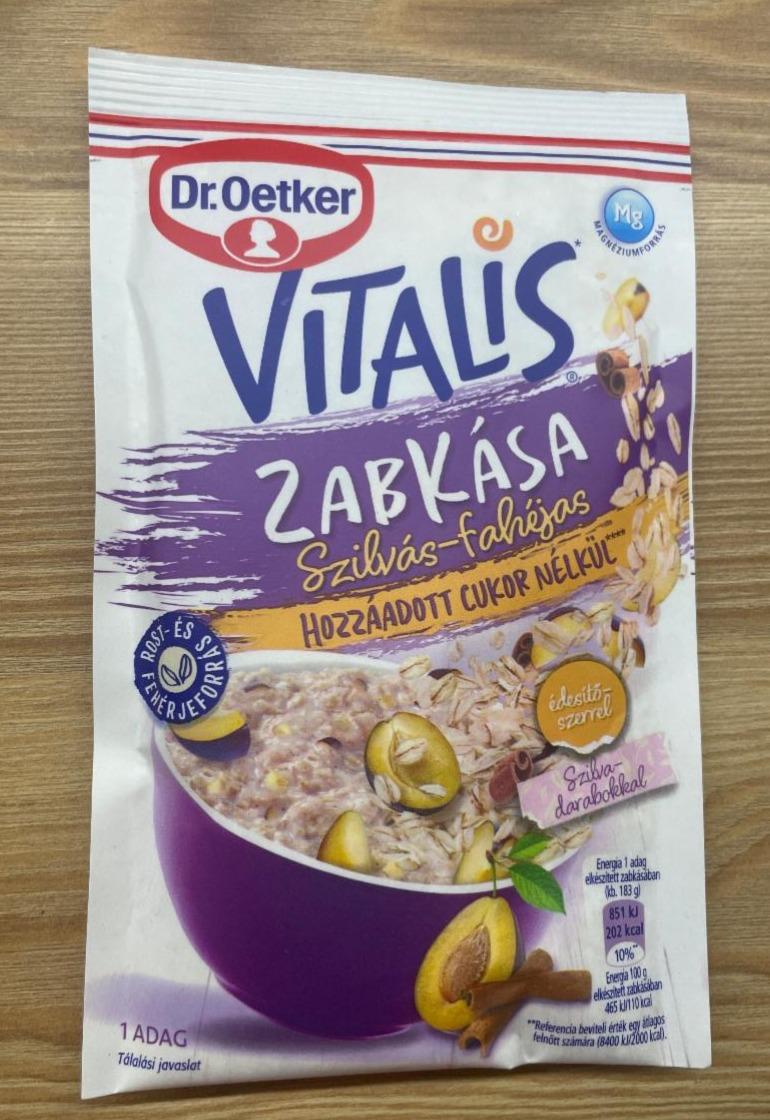 Dr.Oetker
Mg
MAGNÉZIUMFORRÁS
VITALIS*
®
ZABKÁSA
Szilvás-fahéjas
HOZZÁADOTT CUKOR NÉLKÜL****
ROST- ÉS
FEHÉRJEFORRÁS
édesítő-
szerrel
Szilva-
darabokkal
Energia 1 adag
elkészített zabkásában
(kb. 183 g)
851 kJ
202 kcal
10%**
Energia 100 g
elkészített zabkásában
465 kJ/110 kcal
**Referencia beviteli érték egy átlagos
felnőtt számára (8400 kJ/2000 kcal).
1 ADAG
Tálalási javaslat